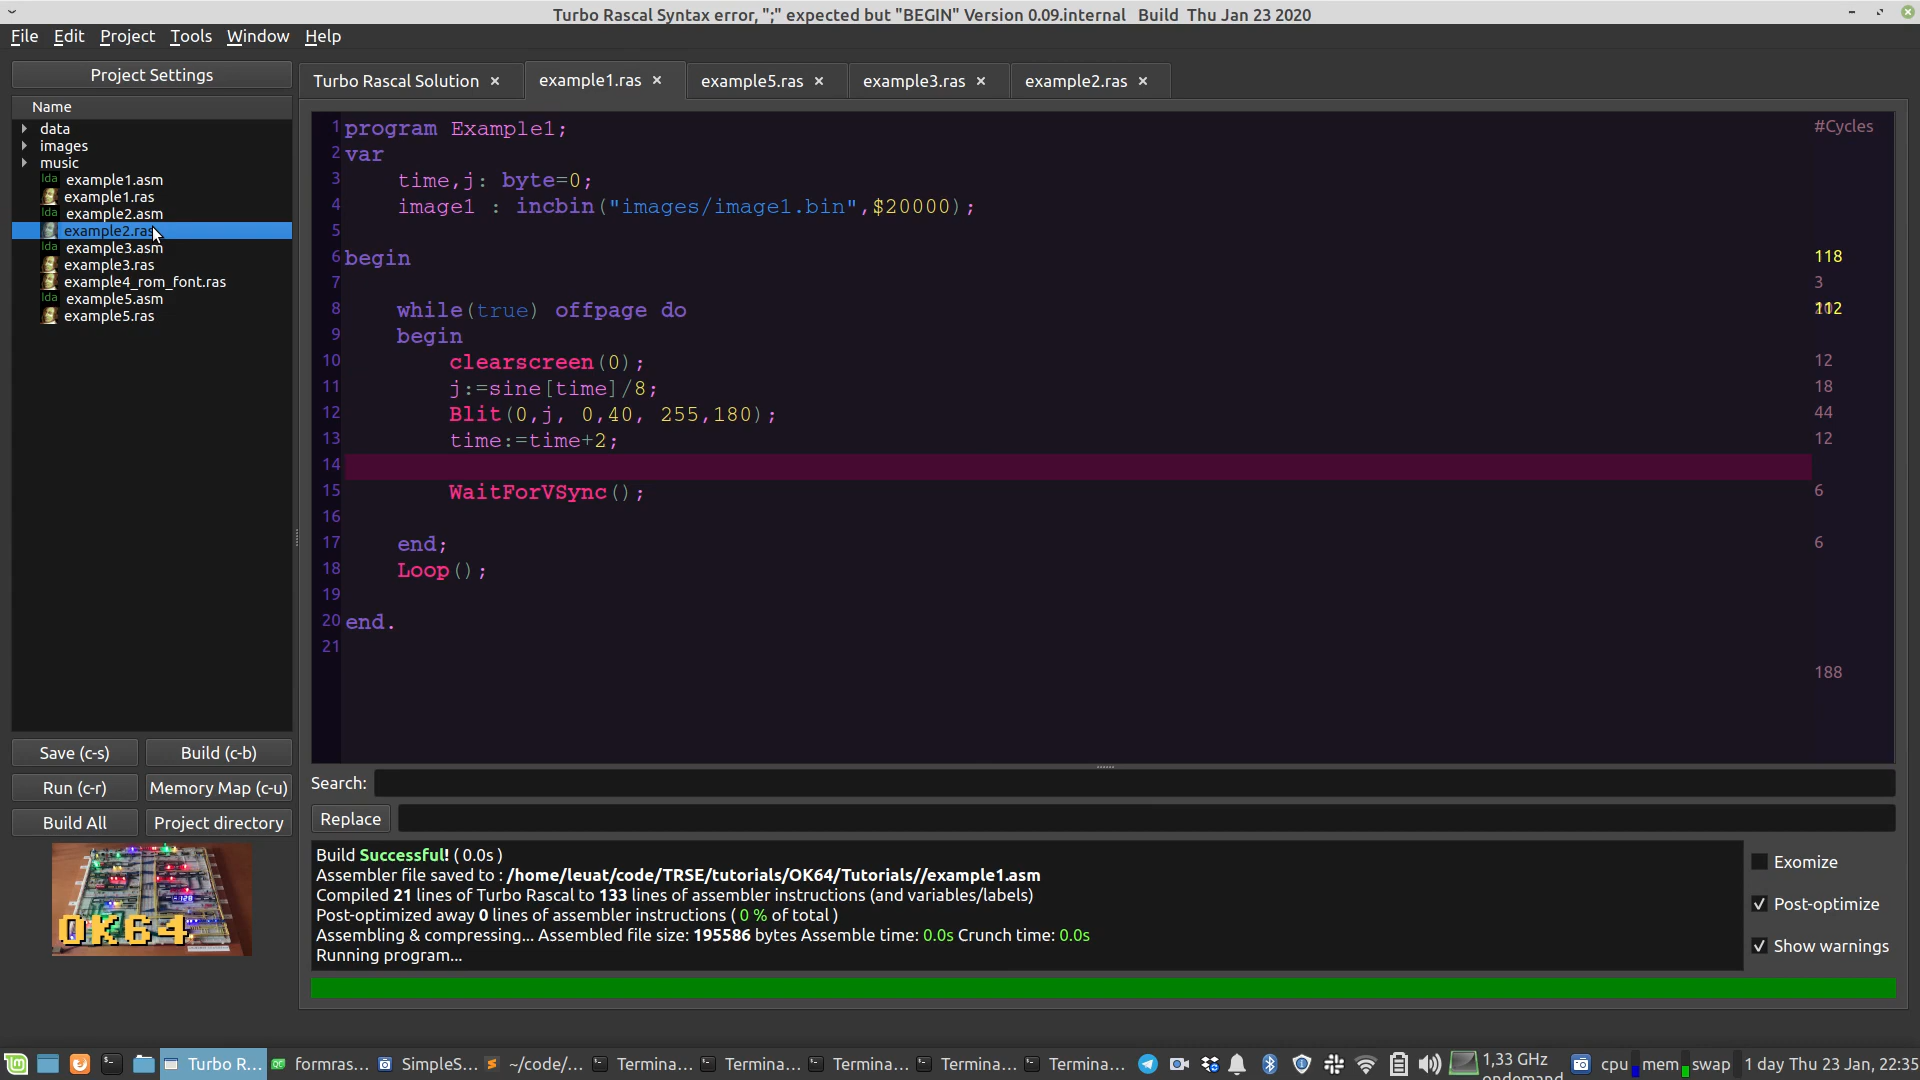 Turbo Rascal Syntax error, ";" expected but "BEGIN" Version 0.09.internal   Build  Thu Jan 23 2020
File Edit Project Tools Window Help
Project Settings
Name
data
images
music
lda example1.asm
example1.ras
lda example2.asm
example2.ras
lda example3.asm
example3.ras
example4_rom_font.ras
lda example5.asm
example5.ras
Save (c-s) Build (c-b)
Run (c-r) Memory Map (c-u)
Build All Project directory
OK64
Turbo Rascal Solution × example1.ras × example5.ras × example3.ras × example2.ras ×
#Cycles
1 program Example1;
2 var
3     time,j: byte=0;
4     image1 : incbin("images/image1.bin",$20000);
5
6 begin 118
7 3
8     while(true) offpage do
9     begin
10         clearscreen(0); 12
11         j:=sine[time]/8; 18
12         Blit(0,j, 0,40, 255,180); 44
13         time:=time+2; 12
14
15         WaitForVSync(); 6
16
17     end; 6
18     Loop();
19
20 end.
21
188
Search:
Replace
Build Successful! ( 0.0s )
Assembler file saved to : /home/leuat/code/TRSE/tutorials/OK64/Tutorials//example1.asm
Compiled 21 lines of Turbo Rascal to 133 lines of assembler instructions (and variables/labels)
Post-optimized away 0 lines of assembler instructions ( 0 % of total )
Assembling & compressing... Assembled file size: 195586 bytes Assemble time: 0.0s Crunch time: 0.0s
Running program...
Exomize
Post-optimize
Show warnings
Turbo R... formras... SimpleS... ~/code/... Termina... Termina... Termina... Termina... Termina... 1,33 GHz ondemand cpu mem swap 1 day Thu 23 Jan, 22:35